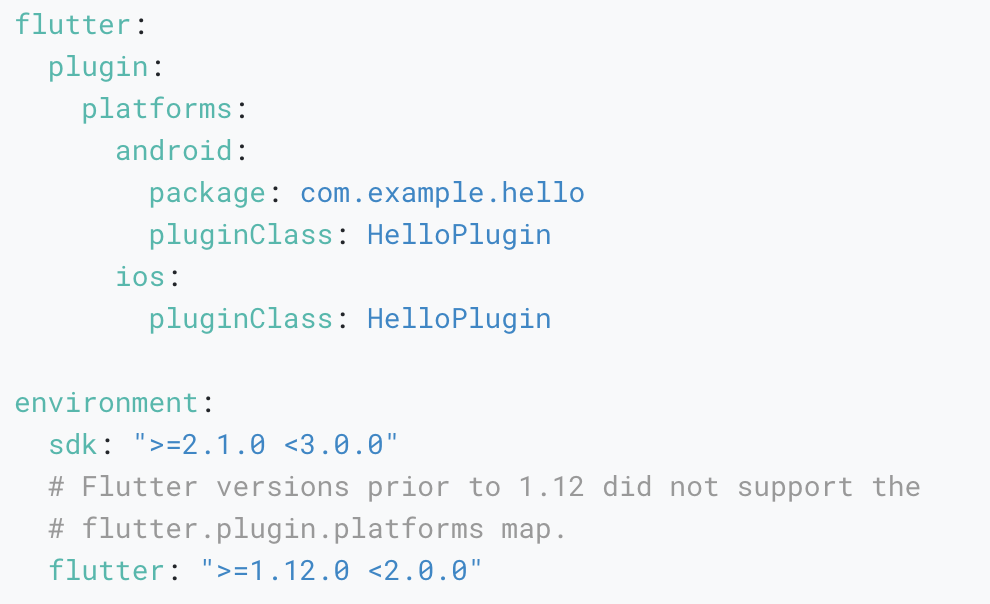 flutter:
  plugin:
    platforms:
      android:
        package: com.example.hello
        pluginClass: HelloPlugin
      ios:
        pluginClass: HelloPlugin

environment:
  sdk: ">=2.1.0 <3.0.0"
  # Flutter versions prior to 1.12 did not support the
  # flutter.plugin.platforms map.
  flutter: ">=1.12.0 <2.0.0"